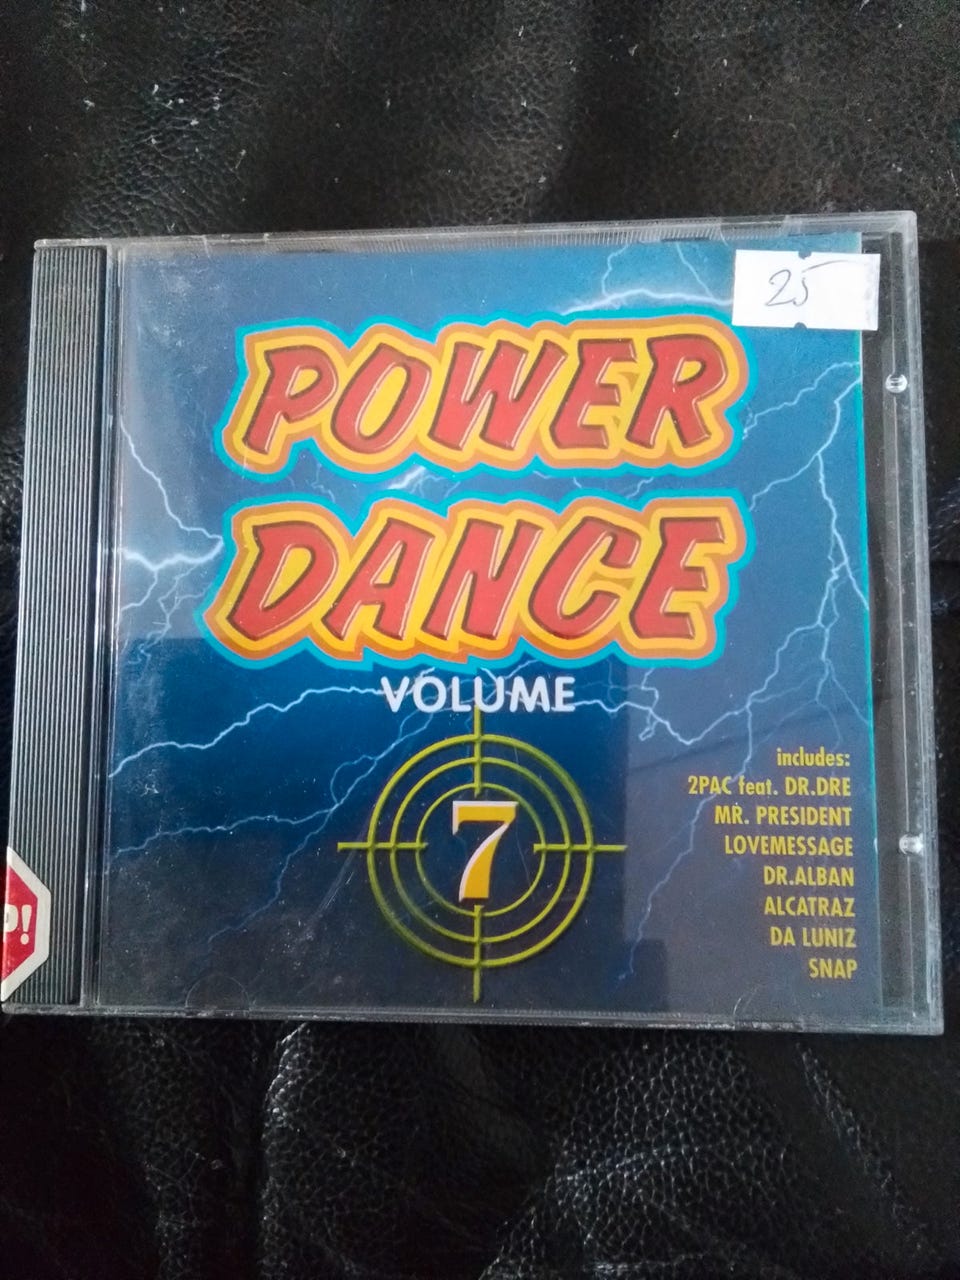 25
POWER
DANCE
VOLUME
7
includes:
2PAC feat. DR.DRE
MR. PRESIDENT
LOVEMESSAGE
DR.ALBAN
ALCATRAZ
DA LUNIZ
SNAP